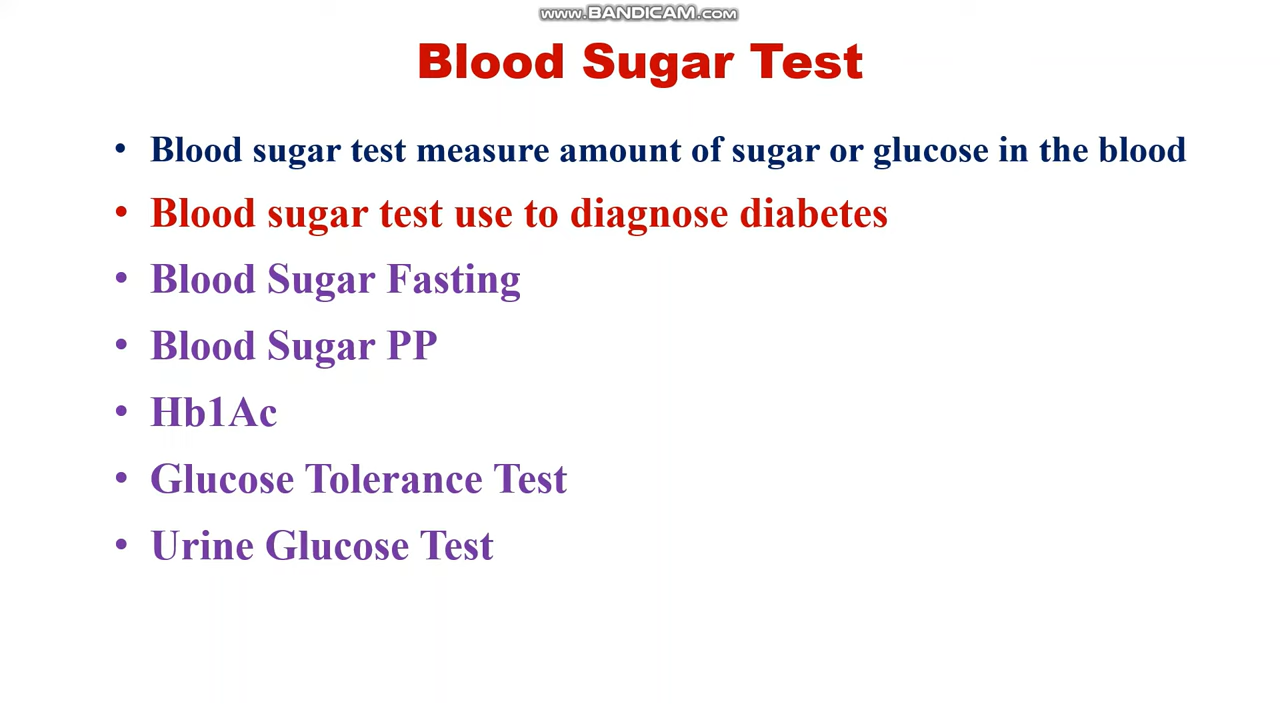 www.BANDICAM.com
Blood Sugar Test
• Blood sugar test measure amount of sugar or glucose in the blood
• Blood sugar test use to diagnose diabetes
• Blood Sugar Fasting
• Blood Sugar PP
• Hb1Ac
• Glucose Tolerance Test
• Urine Glucose Test